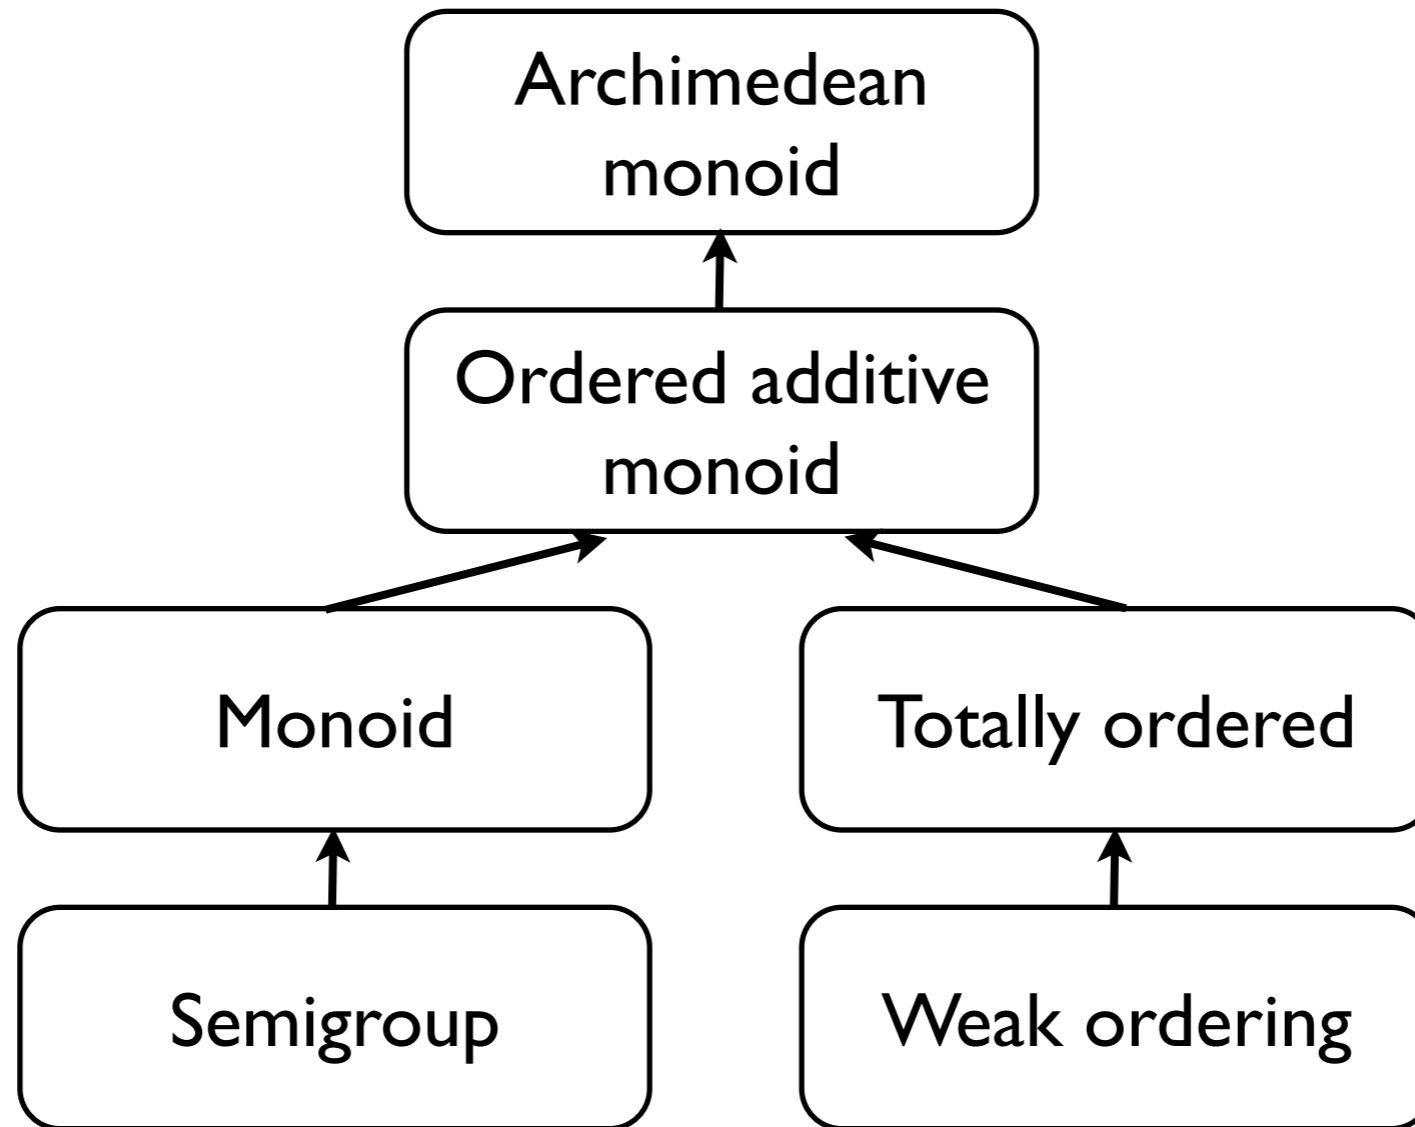 Archimedean
monoid
Ordered additive
monoid
Monoid
Totally ordered
Semigroup
Weak ordering